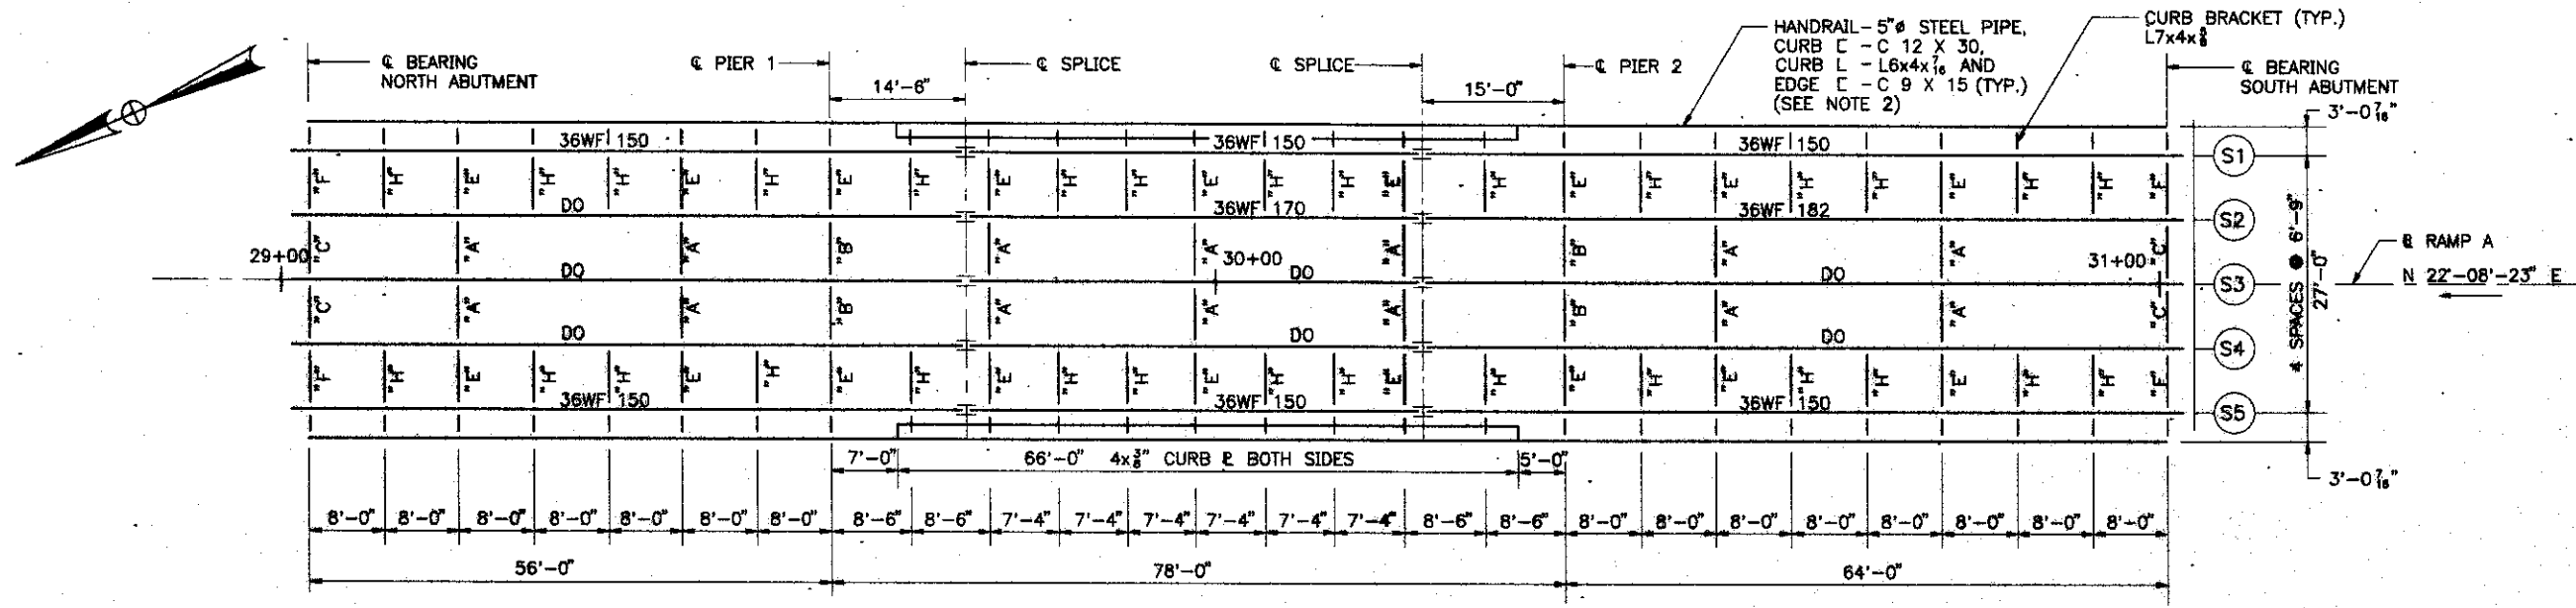 HANDRAIL - 5"ø STEEL PIPE,
CURB [ - C 12 X 30,
CURB L - L6x4x7/16 AND
EDGE [ - C 9 X 15 (TYP.)
(SEE NOTE 2)
CURB BRACKET (TYP.)
L7x4x
℄ BEARING
NORTH ABUTMENT
℄ PIER 1
℄ SPLICE
℄ SPLICE
℄ PIER 2
℄ BEARING
SOUTH ABUTMENT
14'-6"
15'-0"
3'-0 7/16"
36WF 150
36WF 150
36WF 150
S1
"F" "H" "E" "H" "H" "E" "H" "E" "H" "E" "H" "H" "E" "H" "H" "E" "H" "E" "H" "E" "H" "H" "E" "H" "H" "F"
DO
36WF 170
36WF 182
S2
"C" "A" "A" "B" "A" "A" "A" "B" "A" "A" "C"
29+00
DO
30+00
DO
DO
31+00
S3
℄ RAMP A
N 22°-08'-23" E
4 SPACES @ 6'-9"
27'-0"
"C" "A" "A" "B" "A" "A" "A" "B" "A" "A" "C"
DO
DO
DO
S4
"F" "H" "E" "H" "H" "E" "H" "E" "H" "E" "H" "H" "E" "H" "H" "E" "H" "E" "H" "E" "H" "H" "E" "H" "H" "F"
36WF 150
36WF 150
36WF 150
S5
7'-0"
66'-0" 4x3/8" CURB ℄ BOTH SIDES
5'-0"
3'-0 7/16"
8'-0" 8'-0" 8'-0" 8'-0" 8'-0" 8'-0" 8'-0" 8'-6" 8'-6" 7'-4" 7'-4" 7'-4" 7'-4" 7'-4" 7'-4" 8'-6" 8'-6" 8'-0" 8'-0" 8'-0" 8'-0" 8'-0" 8'-0" 8'-0" 8'-0"
56'-0"
78'-0"
64'-0"